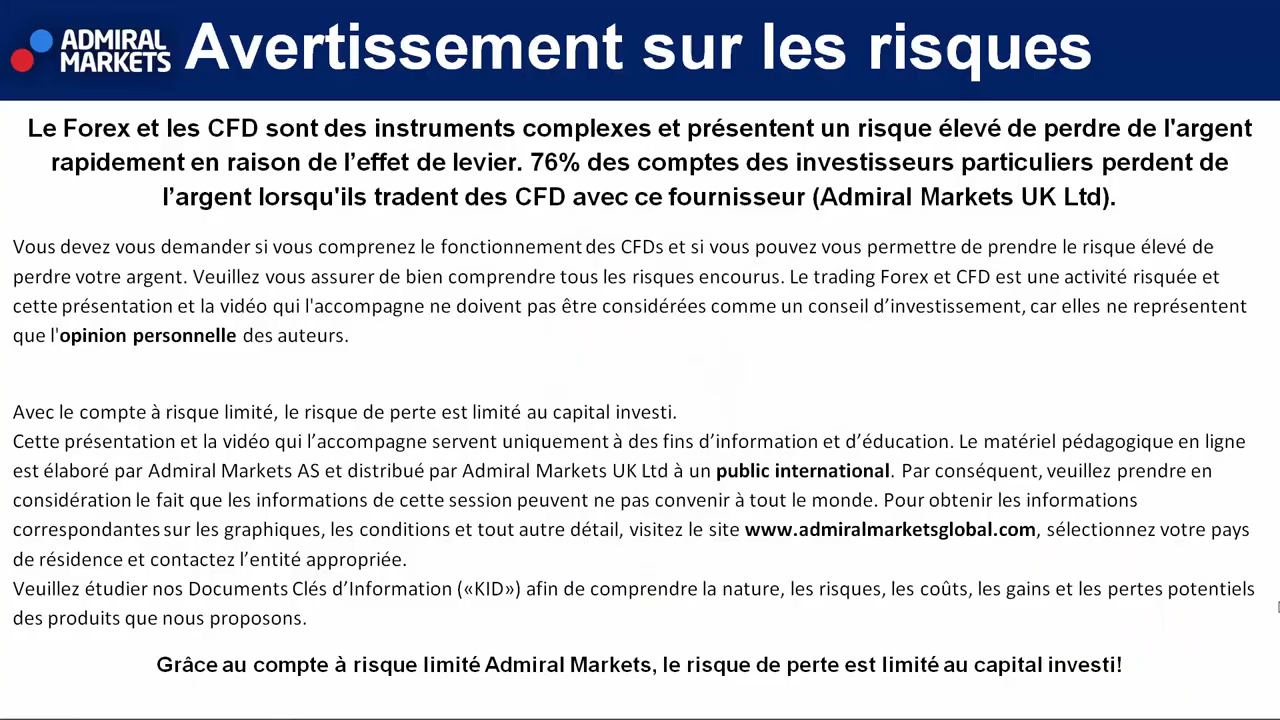 ADMIRAL
MARKETS
Avertissement sur les risques
Le Forex et les CFD sont des instruments complexes et présentent un risque élevé de perdre de l'argent
rapidement en raison de l’effet de levier. 76% des comptes des investisseurs particuliers perdent de
l’argent lorsqu'ils tradent des CFD avec ce fournisseur (Admiral Markets UK Ltd).
Vous devez vous demander si vous comprenez le fonctionnement des CFDs et si vous pouvez vous permettre de prendre le risque élevé de
perdre votre argent. Veuillez vous assurer de bien comprendre tous les risques encourus. Le trading Forex et CFD est une activité risquée et
cette présentation et la vidéo qui l'accompagne ne doivent pas être considérées comme un conseil d’investissement, car elles ne représentent
que l'opinion personnelle des auteurs.
Avec le compte à risque limité, le risque de perte est limité au capital investi.
Cette présentation et la vidéo qui l’accompagne servent uniquement à des fins d’information et d’éducation. Le matériel pédagogique en ligne
est élaboré par Admiral Markets AS et distribué par Admiral Markets UK Ltd à un public international. Par conséquent, veuillez prendre en
considération le fait que les informations de cette session peuvent ne pas convenir à tout le monde. Pour obtenir les informations
correspondantes sur les graphiques, les conditions et tout autre détail, visitez le site www.admiralmarketsglobal.com, sélectionnez votre pays
de résidence et contactez l’entité appropriée.
Veuillez étudier nos Documents Clés d’Information («KID») afin de comprendre la nature, les risques, les coûts, les gains et les pertes potentiels
des produits que nous proposons.
Grâce au compte à risque limité Admiral Markets, le risque de perte est limité au capital investi!